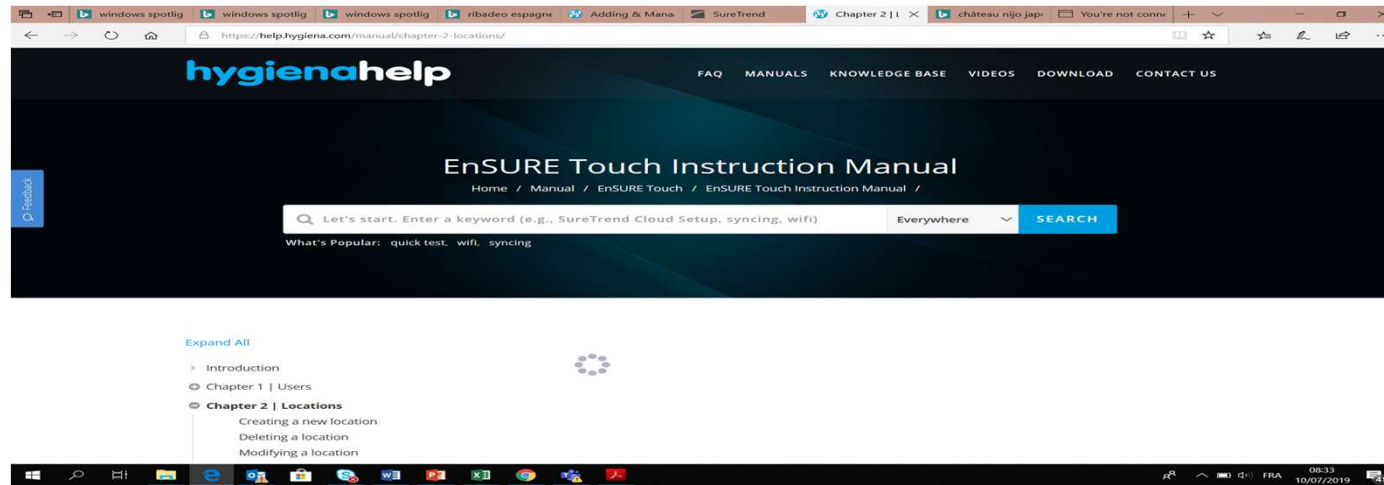 windows spotlig windows spotlig windows spotlig ribadeo espagne Adding & Mana SureTrend Chapter 2 | L château nijo jap You're not conne
https://help.hygiena.com/manual/chapter-2-locations/
hygienahelp FAQ MANUALS KNOWLEDGE BASE VIDEOS DOWNLOAD CONTACT US
EnSURE Touch Instruction Manual
Home / Manual / EnSURE Touch / EnSURE Touch Instruction Manual /
Feedback
Let's start. Enter a keyword (e.g., SureTrend Cloud Setup, syncing, wifi) Everywhere SEARCH
What's Popular: quick test, wifi, syncing
Expand All
Introduction
Chapter 1 | Users
Chapter 2 | Locations
Creating a new location
Deleting a location
Modifying a location
FRA 08:33
10/07/2019